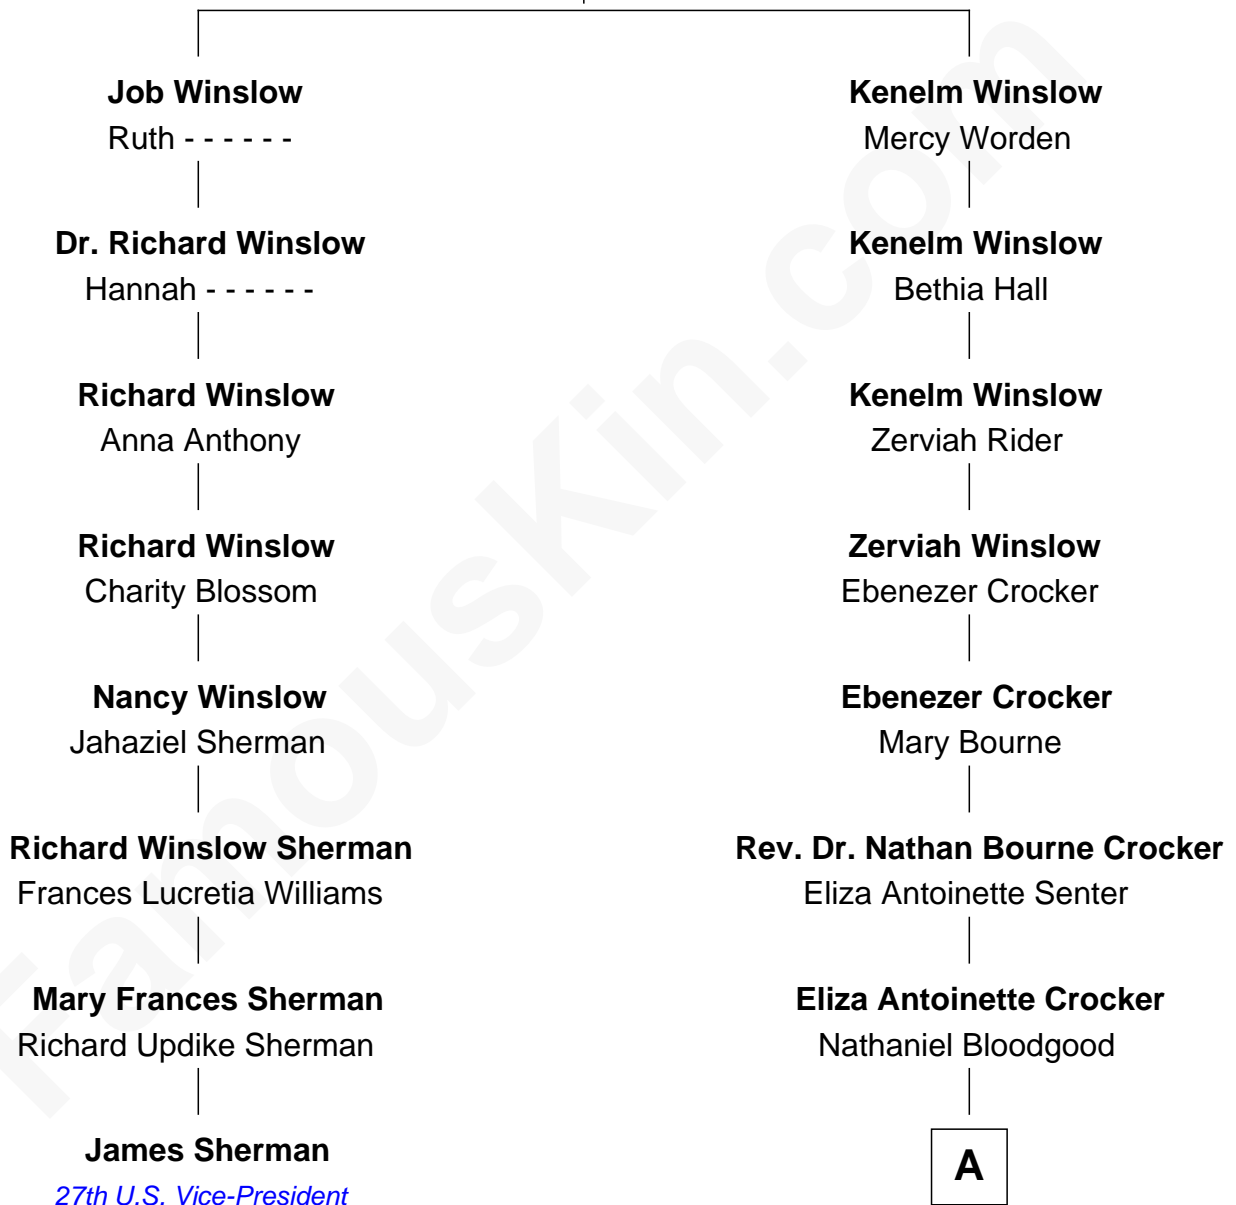 Job Winslow
Ruth - - - - - -
Dr. Richard Winslow
Hannah - - - - - -
Richard Winslow
Anna Anthony
Richard Winslow
Charity Blossom
Nancy Winslow
Jahaziel Sherman
Richard Winslow Sherman
Frances Lucretia Williams
Mary Frances Sherman
Richard Updike Sherman
James Sherman
27th U.S. Vice-President
Kenelm Winslow
Mercy Worden
Kenelm Winslow
Bethia Hall
Kenelm Winslow
Zerviah Rider
Zerviah Winslow
Ebenezer Crocker
Ebenezer Crocker
Mary Bourne
Rev. Dr. Nathan Bourne Crocker
Eliza Antoinette Senter
Eliza Antoinette Crocker
Nathaniel Bloodgood
A
FamousKin.com